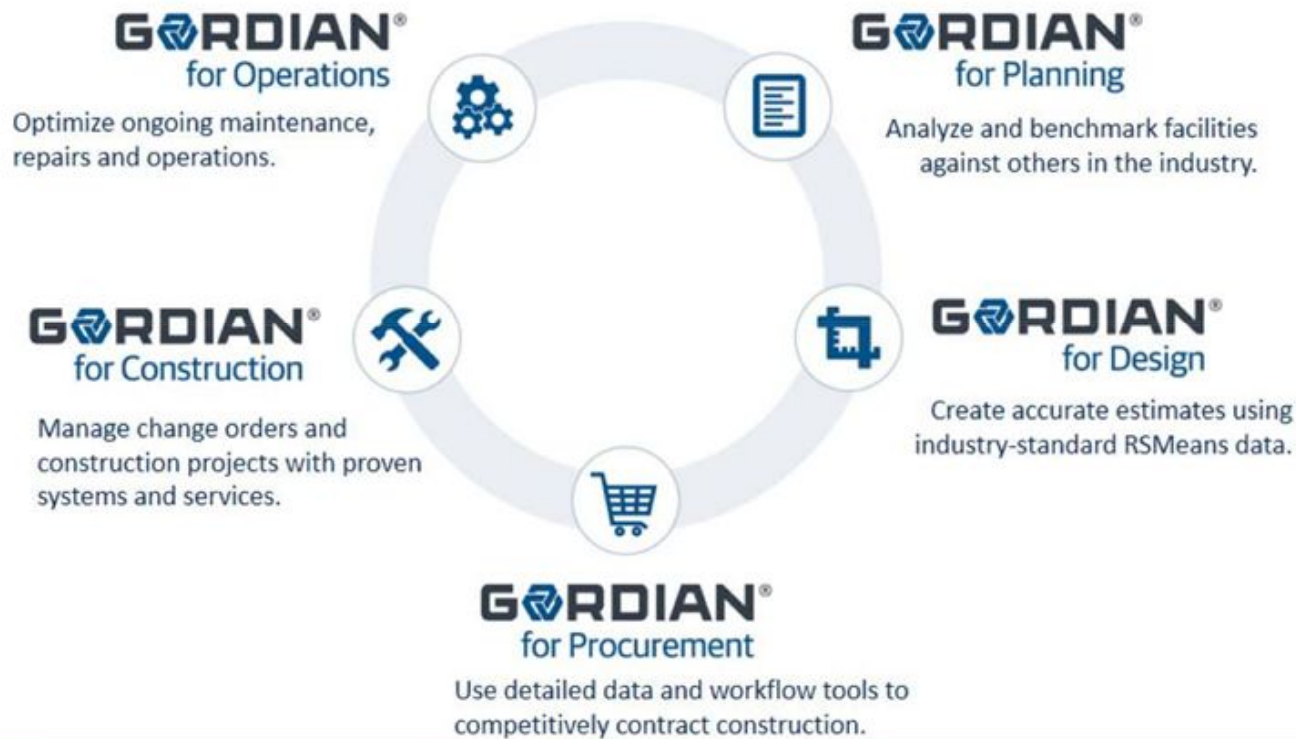 GORDIAN®
for Operations
Optimize ongoing maintenance,
repairs and operations.
GORDIAN®
for Planning
Analyze and benchmark facilities
against others in the industry.
GORDIAN®
for Construction
Manage change orders and
construction projects with proven
systems and services.
GORDIAN®
for Design
Create accurate estimates using
industry-standard RSMeans data.
GORDIAN®
for Procurement
Use detailed data and workflow tools to
competitively contract construction.